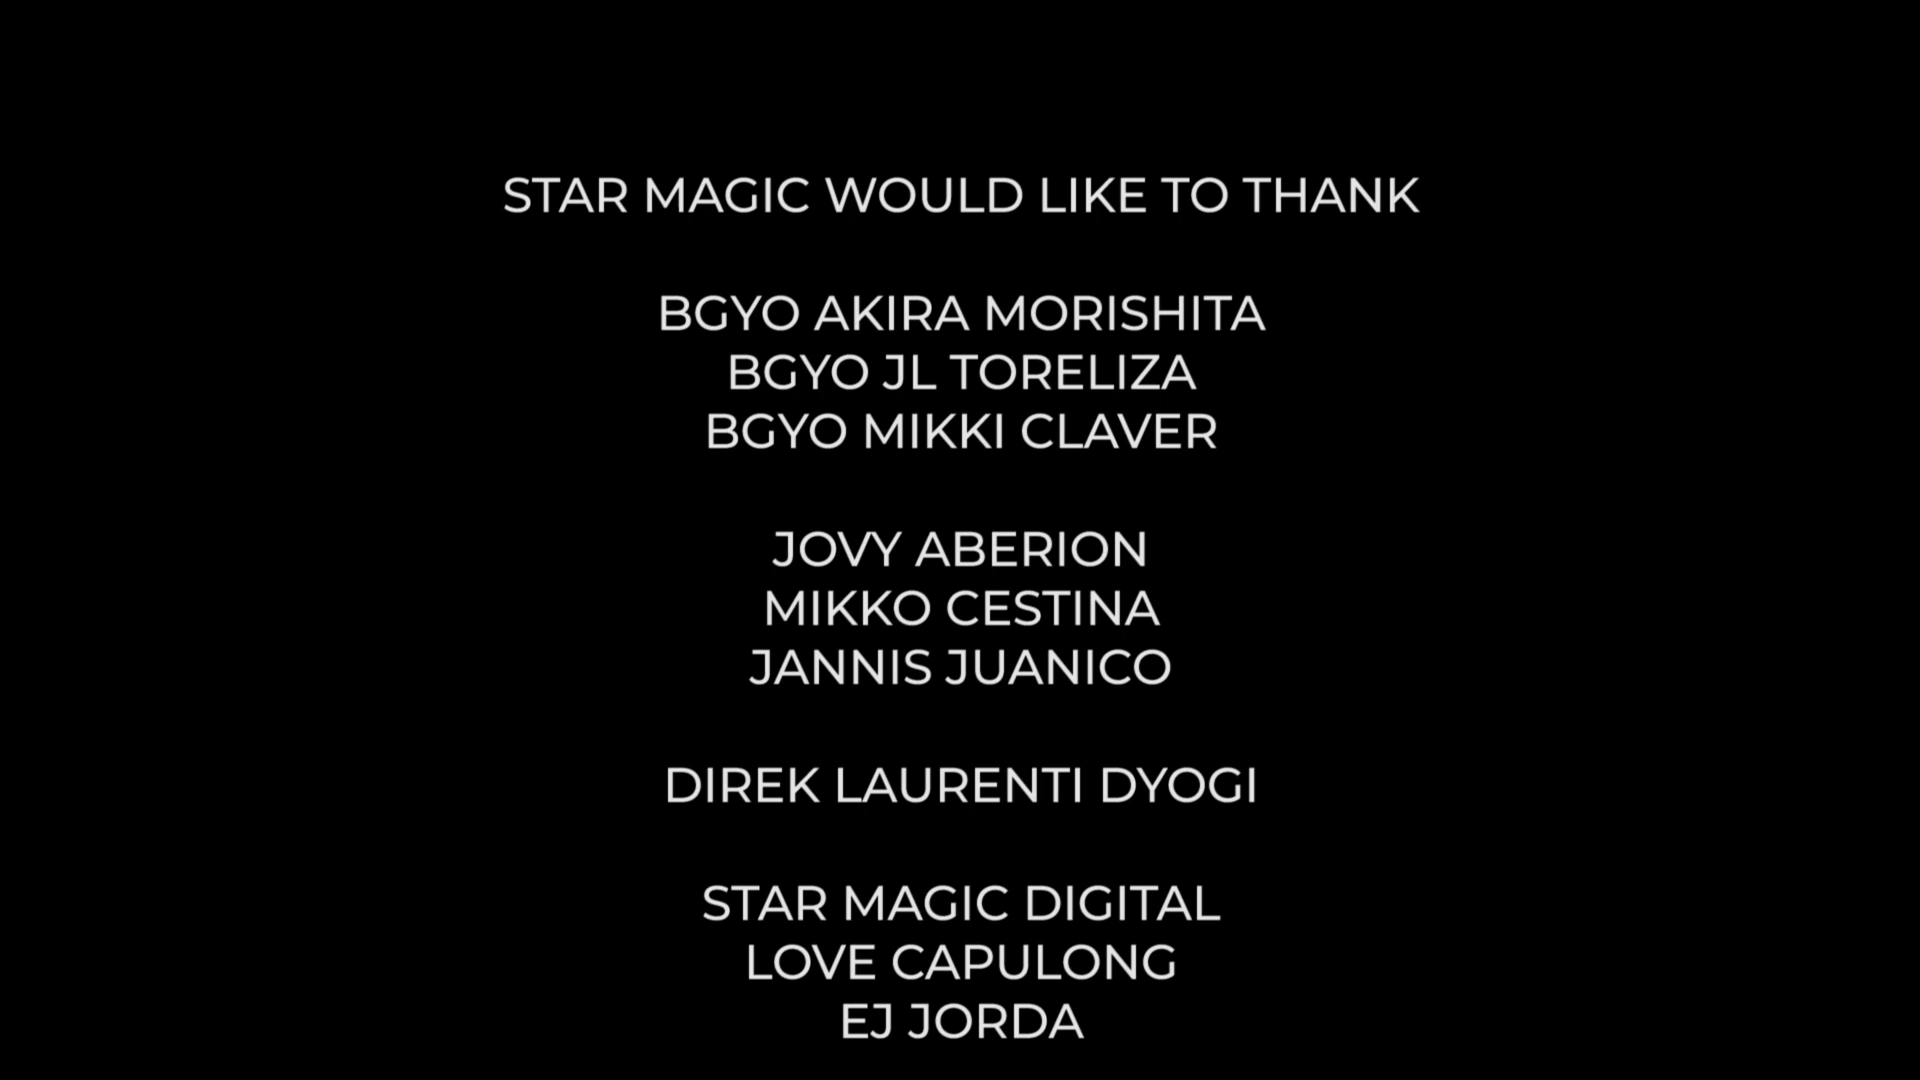 STAR MAGIC WOULD LIKE TO THANK
BGYO AKIRA MORISHITA
BGYO JL TORELIZA
BGYO MIKKI CLAVER
JOVY ABERION
MIKKO CESTINA
JANNIS JUANICO
DIREK LAURENTI DYOGI
STAR MAGIC DIGITAL
LOVE CAPULONG
EJ JORDA